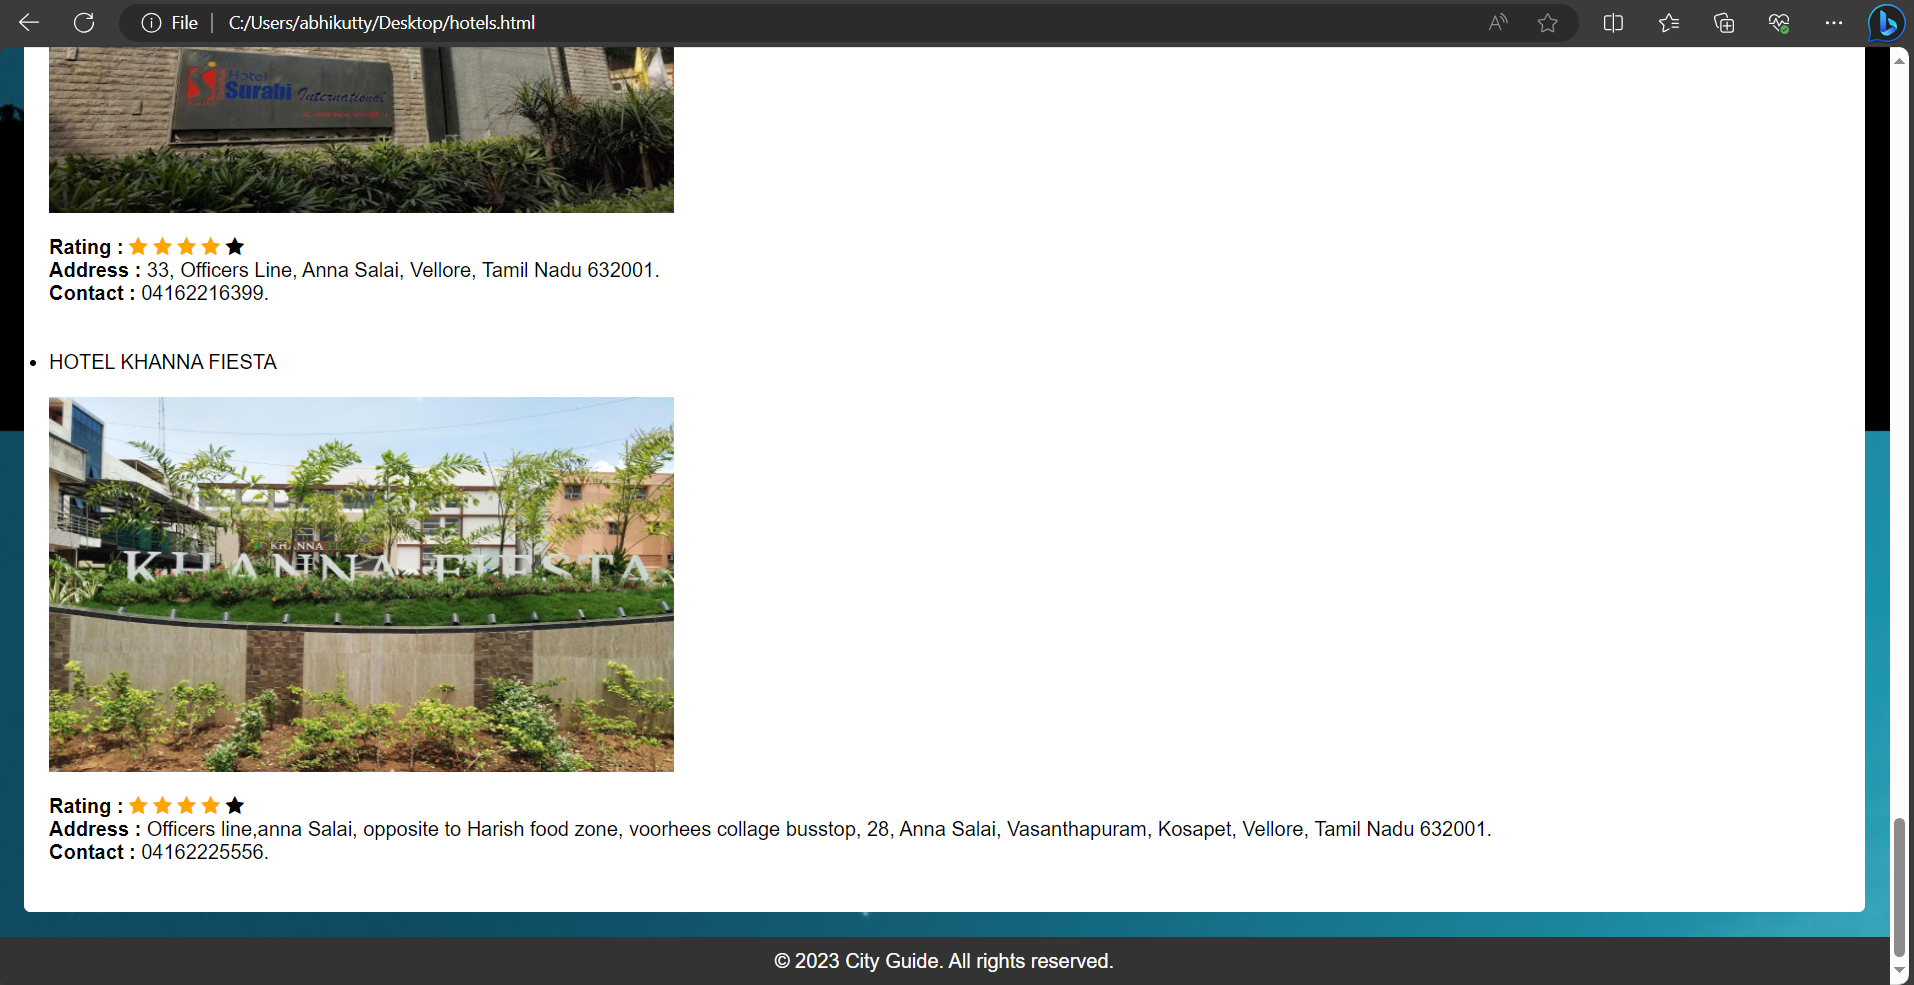 File
C:/Users/abhikutty/Desktop/hotels.html
Hotel
Surabi International
Rating :
Address : 33, Officers Line, Anna Salai, Vellore, Tamil Nadu 632001.
Contact : 04162216399.
• HOTEL KHANNA FIESTA
KHANNA
KHANNA FIESTA
Rating :
Address : Officers line,anna Salai, opposite to Harish food zone, voorhees collage busstop, 28, Anna Salai, Vasanthapuram, Kosapet, Vellore, Tamil Nadu 632001.
Contact : 04162225556.
© 2023 City Guide. All rights reserved.